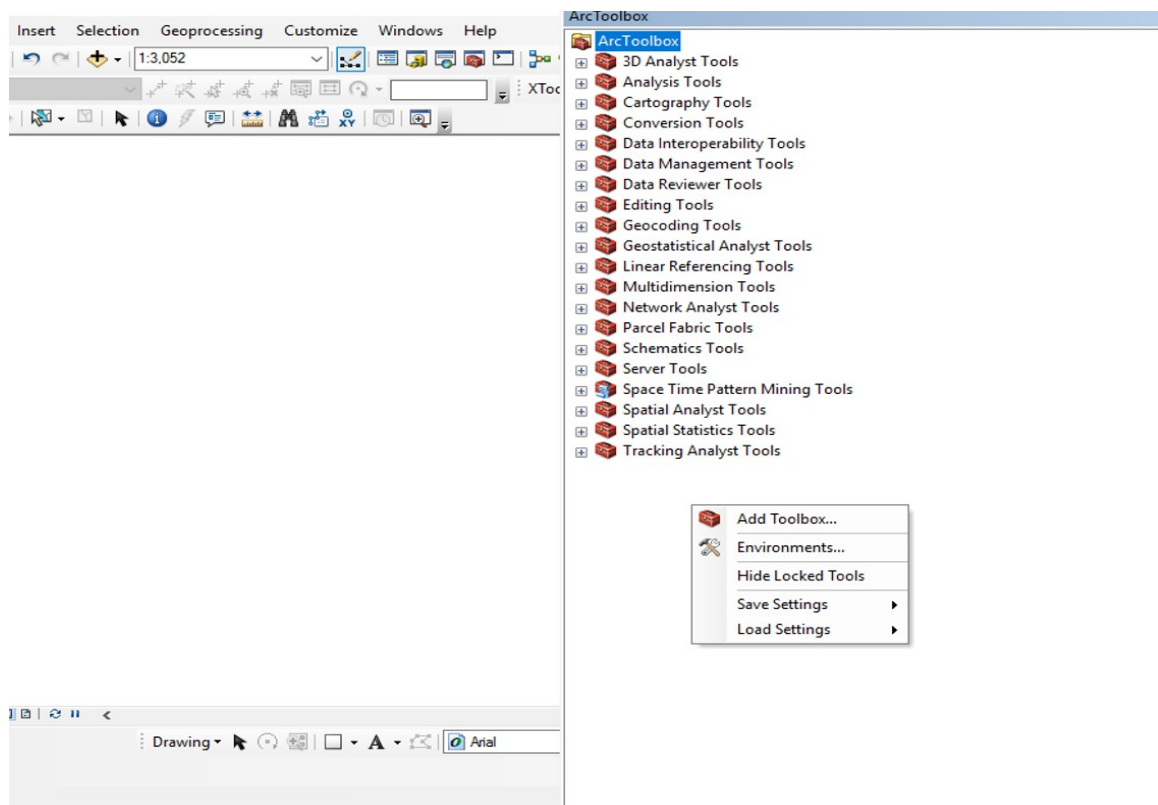 Insert Selection Geoprocessing Customize Windows Help
1:3,052
XToo
Drawing A Arial
ArcToolbox
ArcToolbox
3D Analyst Tools
Analysis Tools
Cartography Tools
Conversion Tools
Data Interoperability Tools
Data Management Tools
Data Reviewer Tools
Editing Tools
Geocoding Tools
Geostatistical Analyst Tools
Linear Referencing Tools
Multidimension Tools
Network Analyst Tools
Parcel Fabric Tools
Schematics Tools
Server Tools
Space Time Pattern Mining Tools
Spatial Analyst Tools
Spatial Statistics Tools
Tracking Analyst Tools
Add Toolbox...
Environments...
Hide Locked Tools
Save Settings
Load Settings